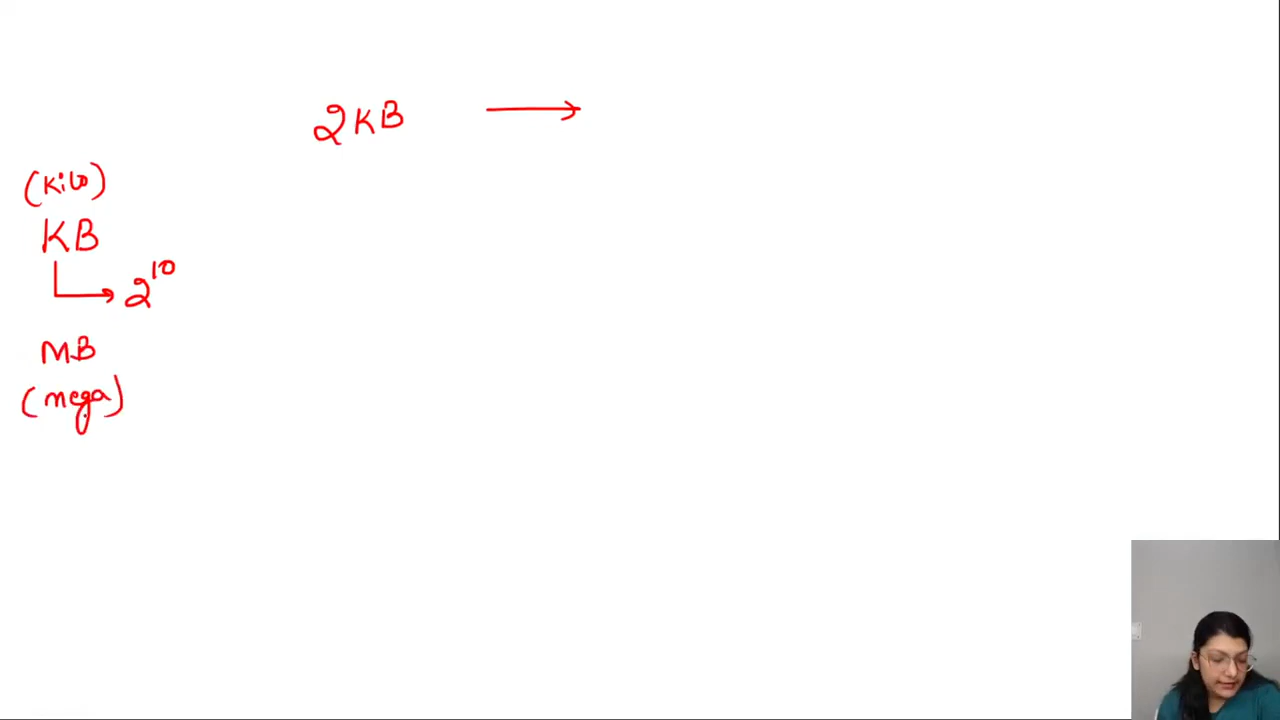 2KB →
(Kilo)
KB
↳ 2^10
MB
(mega)